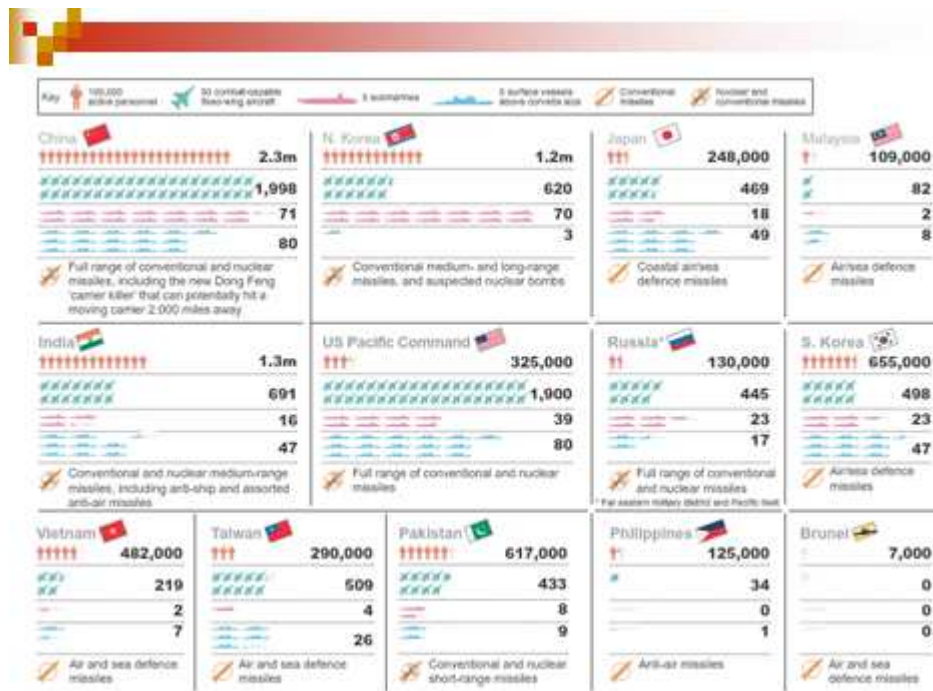 Key
100,000
active personnel
50 combat-capable
fixed-wing aircraft
5 submarines
5 surface vessels
above corvette size
Conventional
missiles
Nuclear and
conventional missiles
China
2.3m
1,998
71
80
Full range of conventional and nuclear
missiles, including the new Dong Feng
'carrier killer' that can potentially hit a
moving carrier 2,000 miles away
N. Korea
1.2m
620
70
3
Conventional medium- and long-range
missiles, and suspected nuclear bombs
Japan
248,000
469
18
49
Coastal air/sea
defence missiles
Malaysia
109,000
82
2
8
Air/sea defence
missiles
India
1.3m
691
16
47
Conventional and nuclear medium-range
missiles, including anti-ship and assorted
anti-air missiles
US Pacific Command
325,000
1,900
39
80
Full range of conventional and nuclear
missiles
Russia*
130,000
445
23
17
Full range of conventional
and nuclear missiles
* Far eastern military district and Pacific fleet
S. Korea
655,000
498
23
47
Air/sea defence
missiles
Vietnam
482,000
219
2
7
Air and sea defence
missiles
Taiwan
290,000
509
4
26
Air and sea defence
missiles
Pakistan
617,000
433
8
9
Conventional and nuclear
short-range missiles
Philippines
125,000
34
0
1
Anti-air missiles
Brunei
7,000
0
0
0
Air and sea
defence missiles